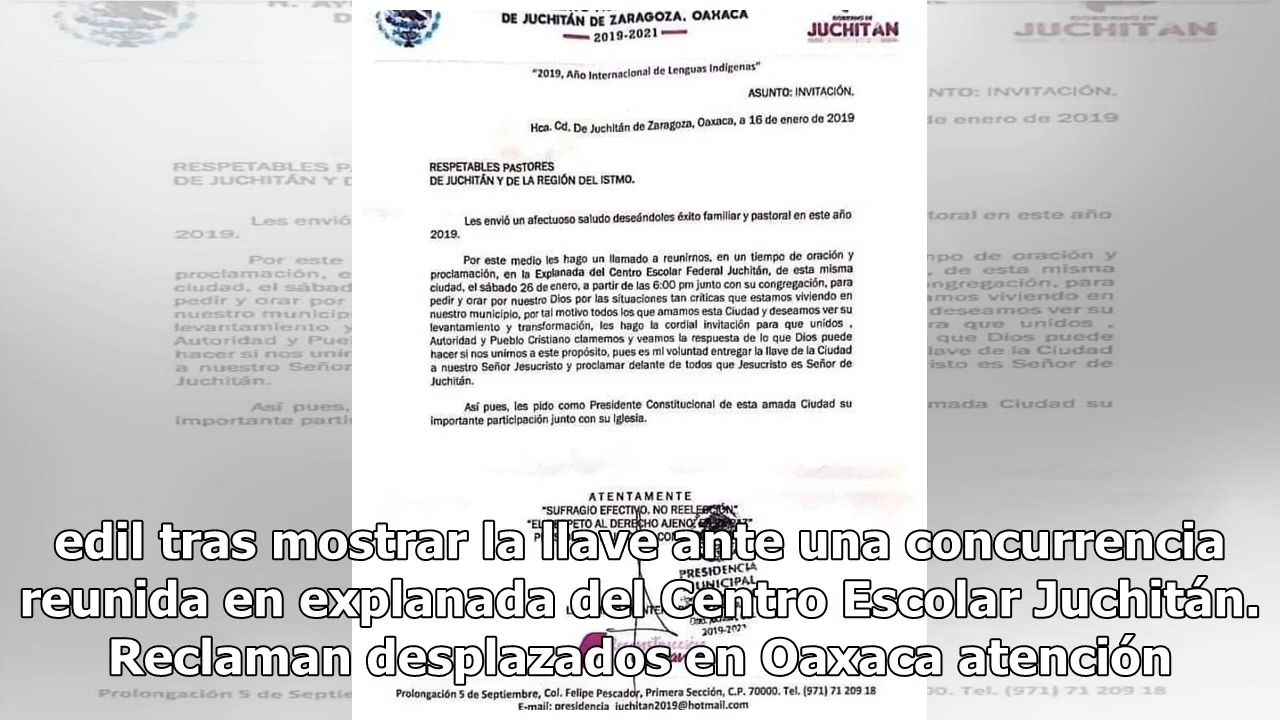 DE JUCHITÁN DE ZARAGOZA, OAXACA
2019-2021
GOBIERNO DE
JUCHITAN
"2019, Año Internacional de Lenguas Indígenas"
ASUNTO: INVITACIÓN.
Hca. Cd. De Juchitán de Zaragoza, Oaxaca, a 16 de enero de 2019
RESPETABLES PASTORES
DE JUCHITÁN Y DE LA REGIÓN DEL ISTMO.
Les envió un afectuoso saludo deseándoles éxito familiar y pastoral en este año
2019.
Por este medio les hago un llamado a reunirnos, en un tiempo de oración y
proclamación, en la Explanada del Centro Escolar Federal Juchitán, de esta misma
ciudad, el sábado 26 de enero, a partir de las 6:00 pm junto con su congregación, para
pedir y orar por nuestro Dios por las situaciones tan críticas que estamos viviendo en
nuestro municipio, por tal motivo todos los que amamos esta Ciudad y deseamos ver su
levantamiento y transformación, les hago la cordial invitación para que unidos ,
Autoridad y Pueblo Cristiano clamemos y veamos la respuesta de lo que Dios puede
hacer si nos unimos a este propósito, pues es mi voluntad entregar la llave de la Ciudad
a nuestro Señor Jesucristo y proclamar delante de todos que Jesucristo es Señor de
Juchitán.
Así pues, les pido como Presidente Constitucional de esta amada Ciudad su
importante participación junto con su Iglesia.
ATENTAMENTE
"SUFRAGIO EFECTIVO. NO REELECCIÓN"
AL DERECHO AJENO
PRESIDENCIA
MUNICIPAL
2019-2021
edil tras mostrar la llave ante una concurrencia
reunida en explanada del Centro Escolar Juchitán.
Reclaman desplazados en Oaxaca atención
Prolongación 5 de Septiembre, Col. Felipe Pescador, Primera Sección, C.P. 70000. Tel. (971) 71 209 18
E-mail: presidencia_juchitan2019@hotmail.com